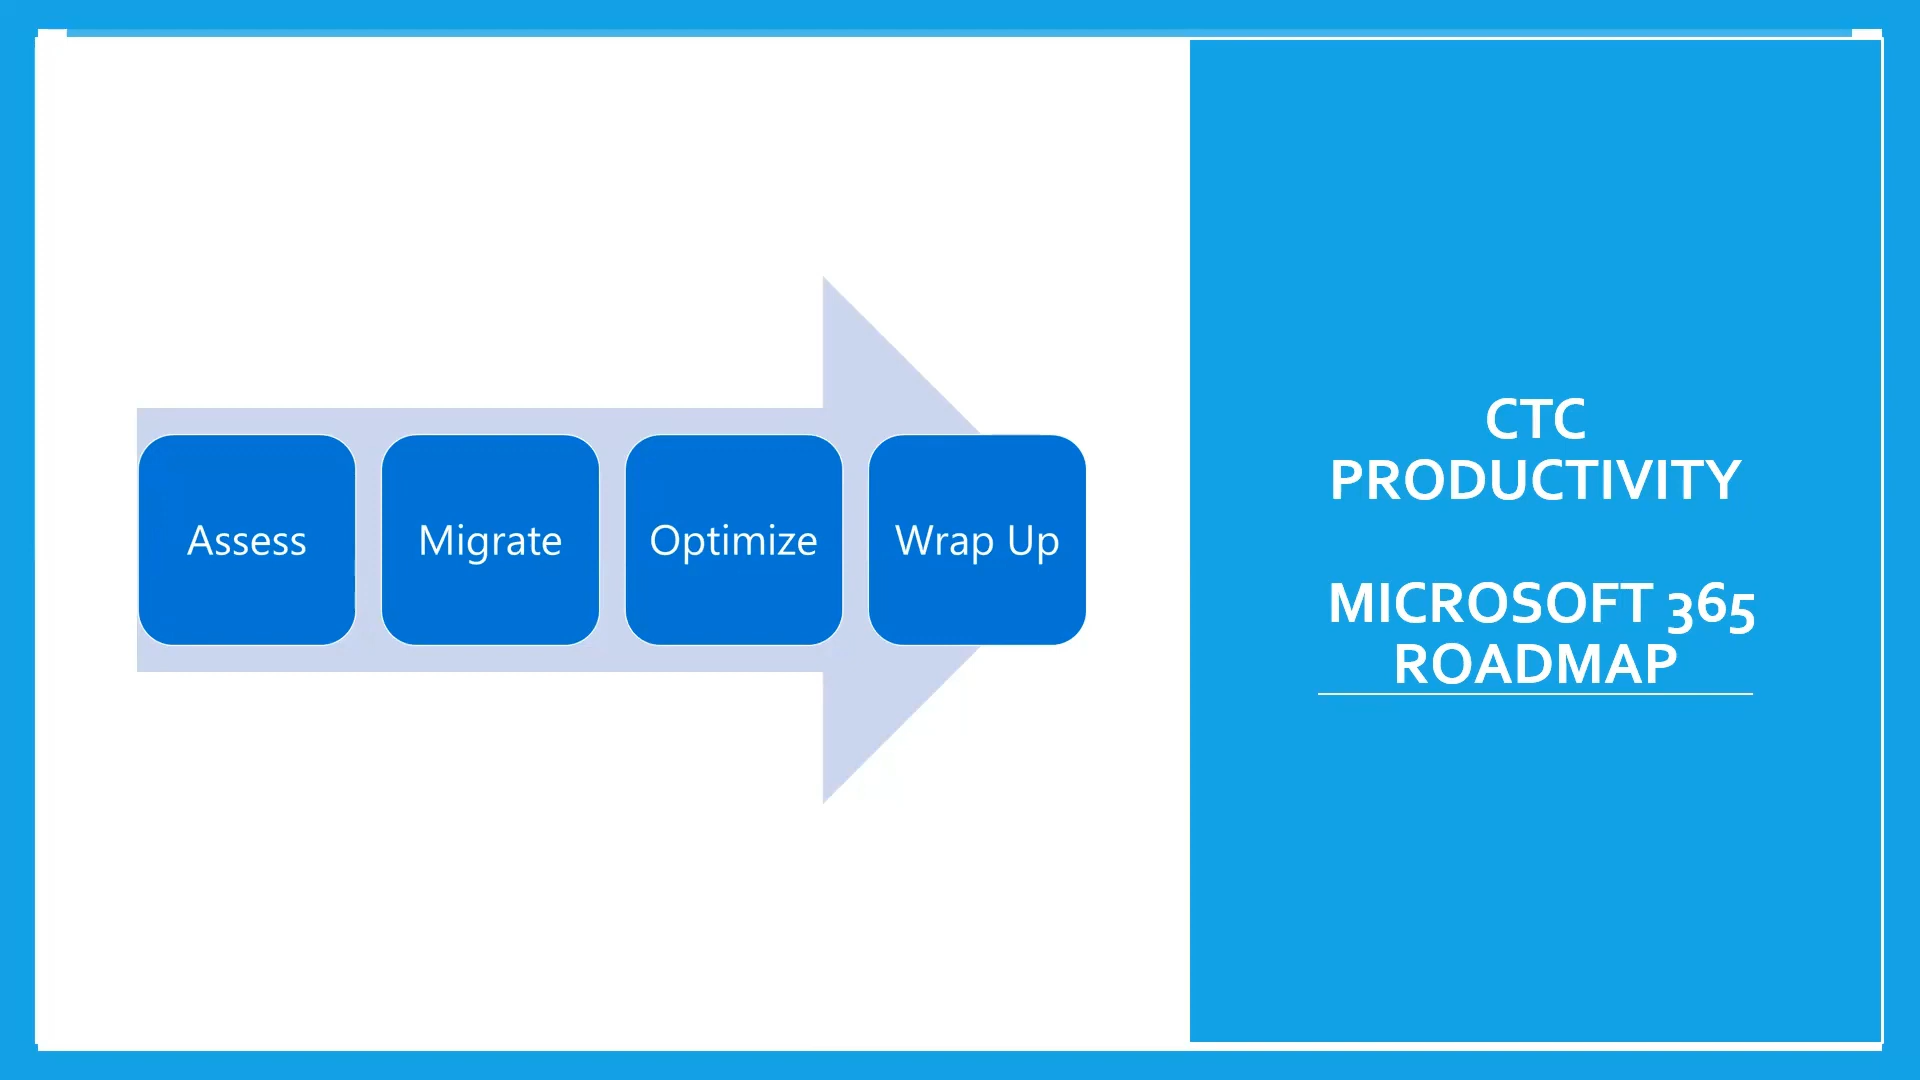 Assess
Migrate
Optimize
Wrap Up
CTC
PRODUCTIVITY
MICROSOFT 365
ROADMAP